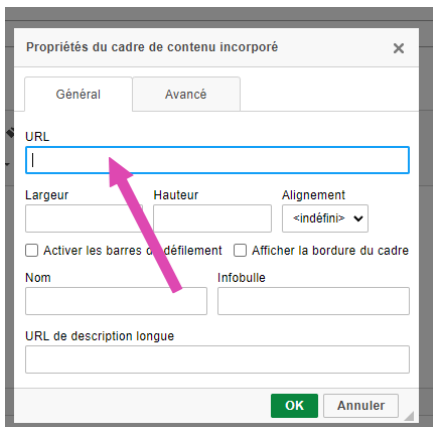 Propriétés du cadre de contenu incorporé
Général Avancé
URL
Largeur Hauteur Alignement
<indéfini>
Activer les barres de défilement Afficher la bordure du cadre
Nom Infobulle
URL de description longue
OK Annuler